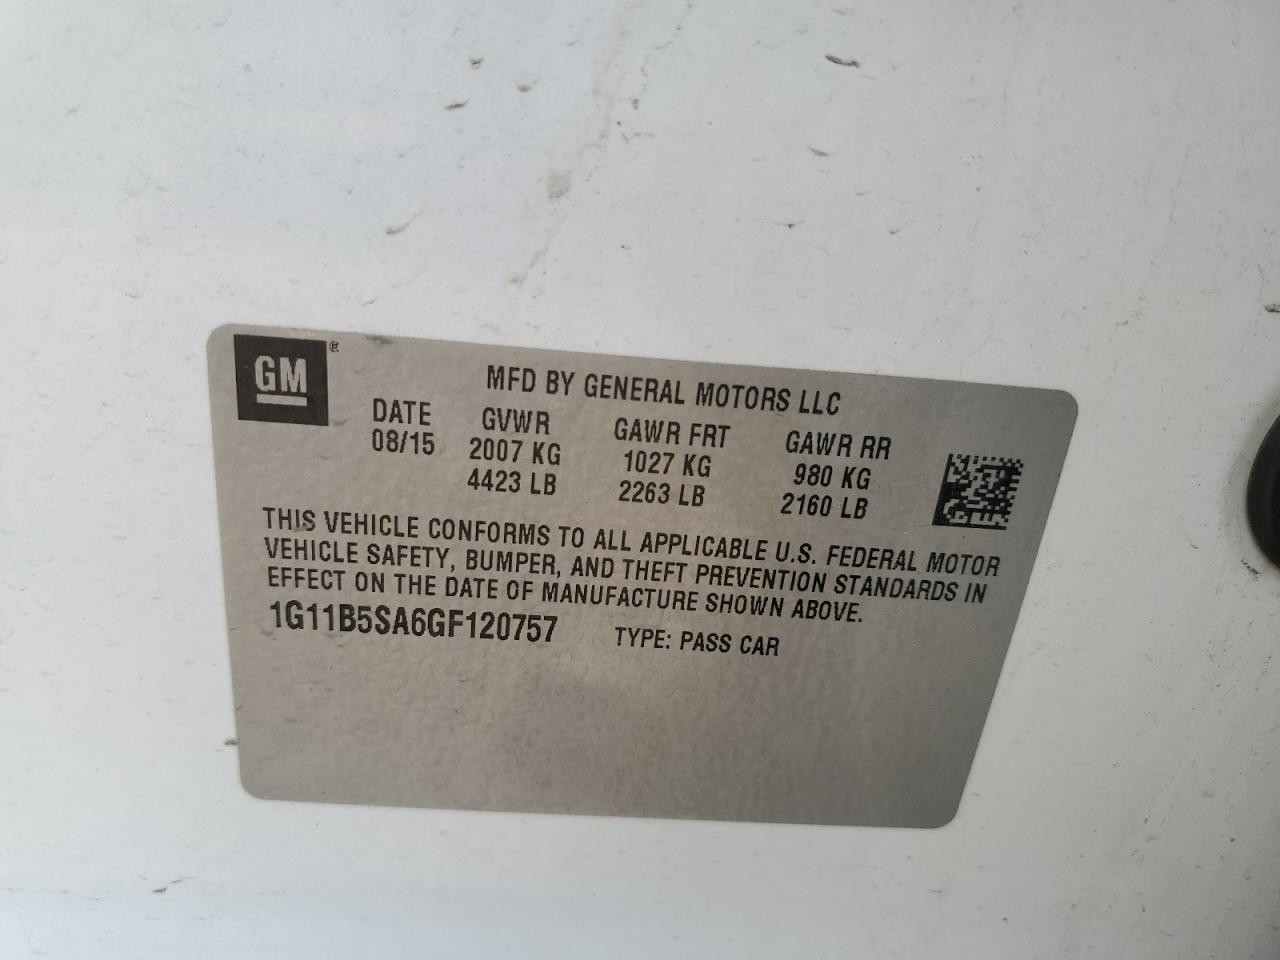 GM®
MFD BY GENERAL MOTORS LLC
DATE GVWR GAWR FRT GAWR RR
08/15 2007 KG 1027 KG 980 KG
4423 LB 2263 LB 2160 LB
THIS VEHICLE CONFORMS TO ALL APPLICABLE U.S. FEDERAL MOTOR
VEHICLE SAFETY, BUMPER, AND THEFT PREVENTION STANDARDS IN
EFFECT ON THE DATE OF MANUFACTURE SHOWN ABOVE.
1G11B5SA6GF120757 TYPE: PASS CAR